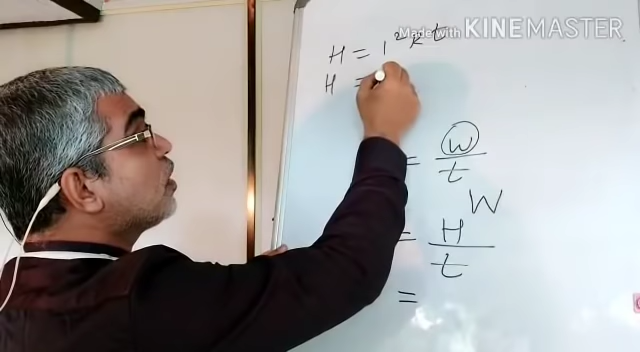 Made with KINEMASTER
H = I²Rt
H =
= W/t
W
= H/t
=